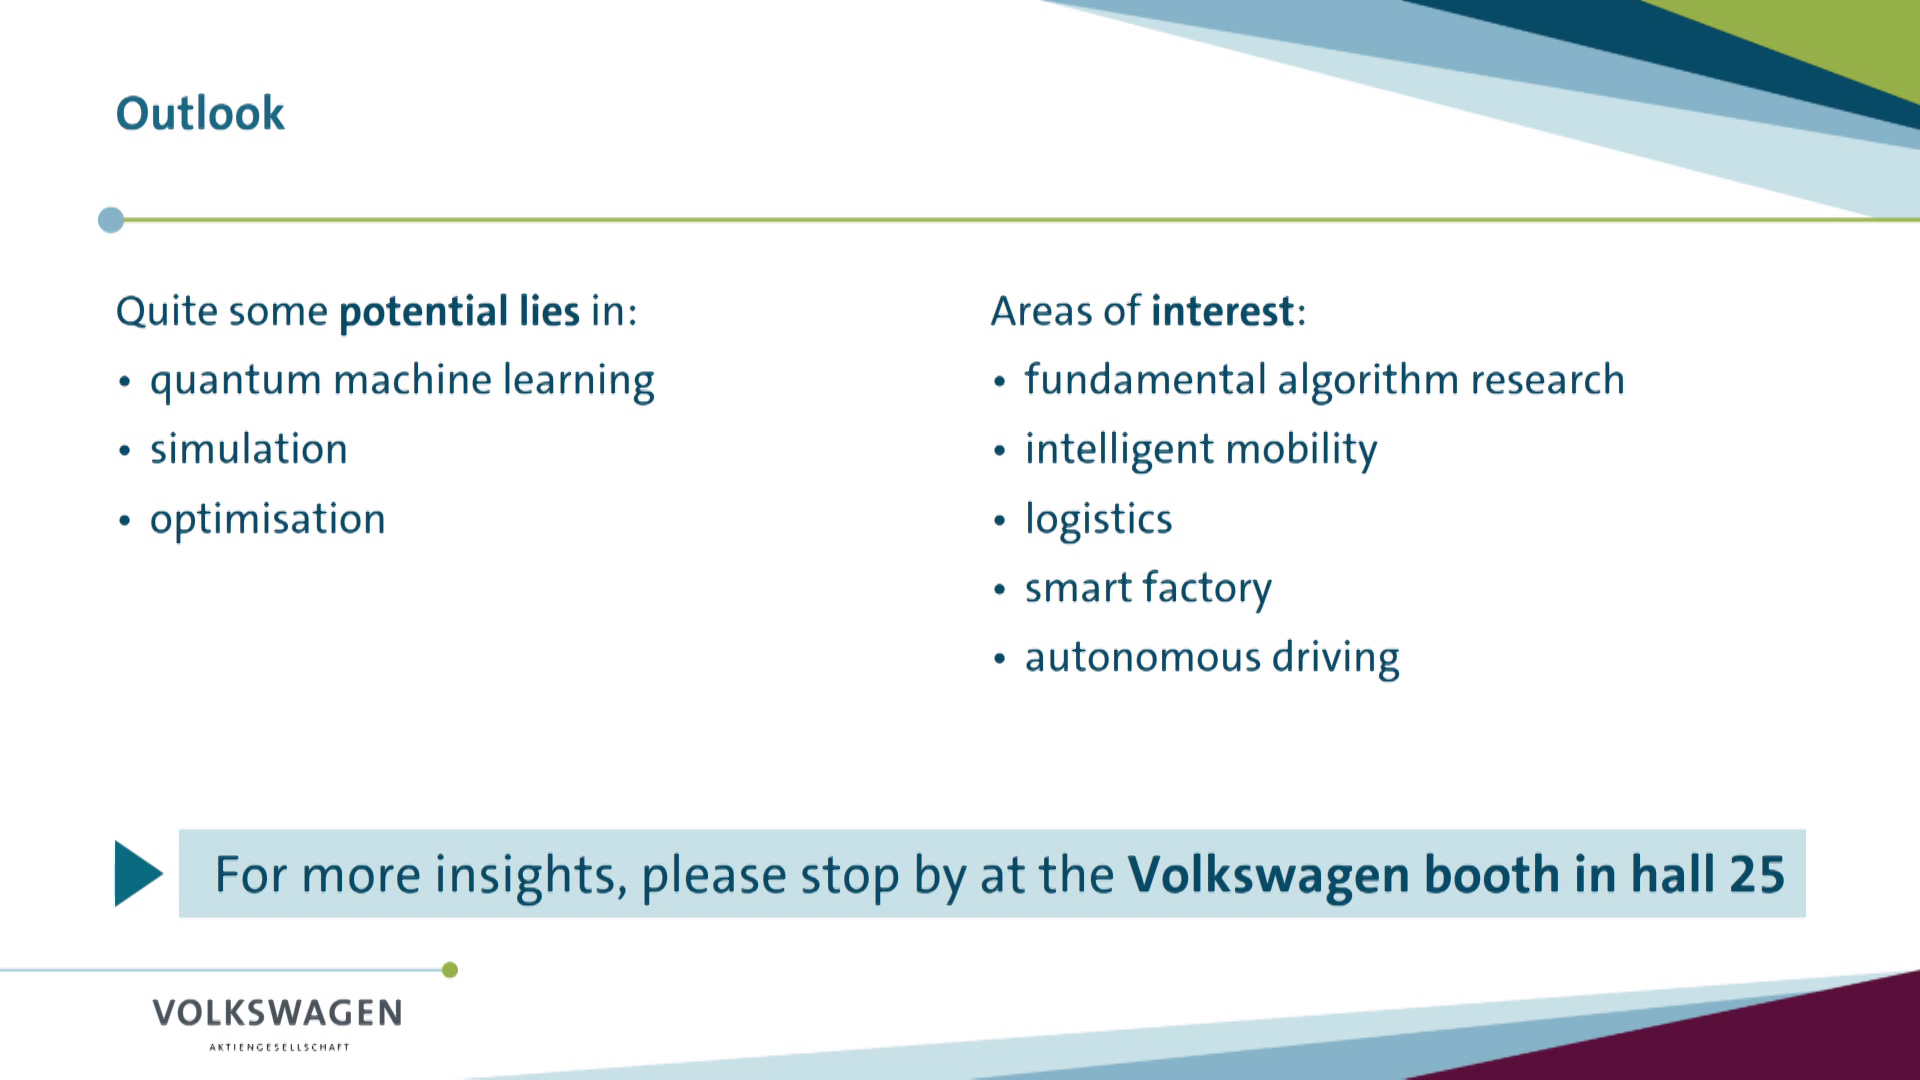 Outlook
Quite some potential lies in:
• quantum machine learning
• simulation
• optimisation
Areas of interest:
• fundamental algorithm research
• intelligent mobility
• logistics
• smart factory
• autonomous driving
For more insights, please stop by at the Volkswagen booth in hall 25
VOLKSWAGEN
AKTIENGESELLSCHAFT